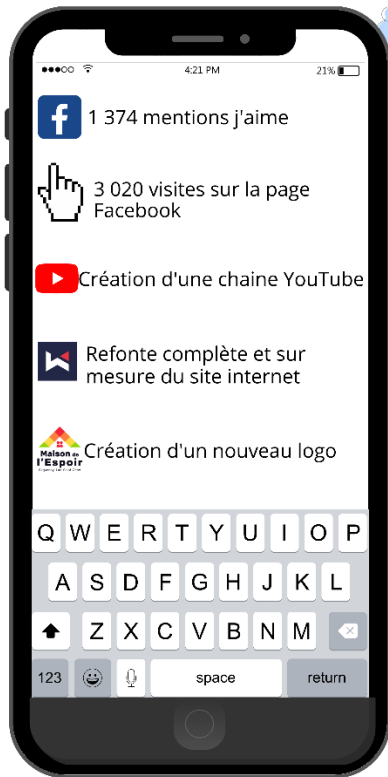 4:21 PM
21%
f
1 374 mentions j'aime
3 020 visites sur la page
Facebook
Création d'une chaine YouTube
Refonte complète et sur
mesure du site internet
Maison de
l'Espoir
Création d'un nouveau logo
Q W E R T Y U I O P
A S D F G H J K L
Z X C V B N M
123 space return